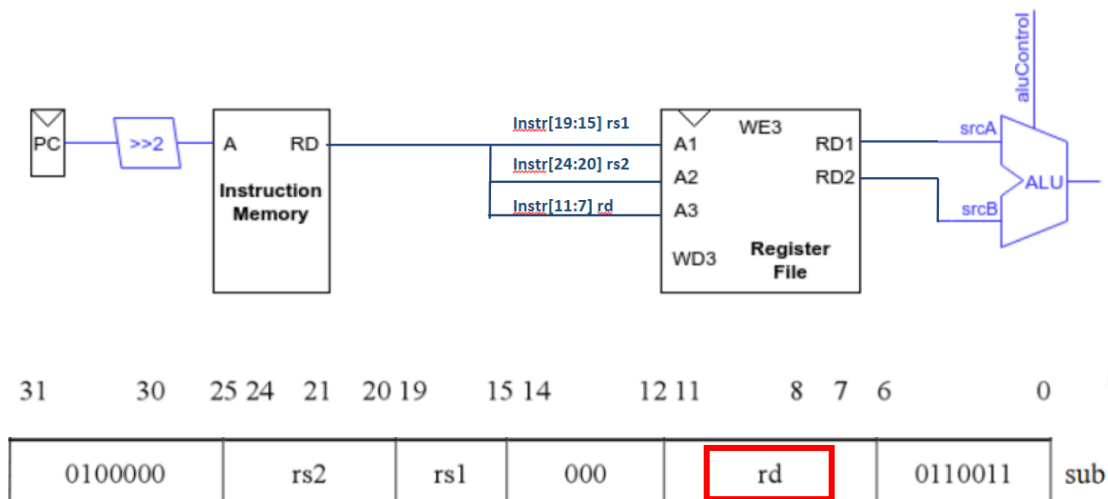 aluControl
Instr[19:15] rs1
PC >>2 A RD A1 WE3 RD1 srcA
Instr[24:20] rs2
A2 RD2 ALU
Instruction
Memory
Instr[11:7] rd
A3 srcB
WD3 Register
File
31 30 25 24 21 20 19 15 14 12 11 8 7 6 0
0100000 rs2 rs1 000 rd 0110011 sub